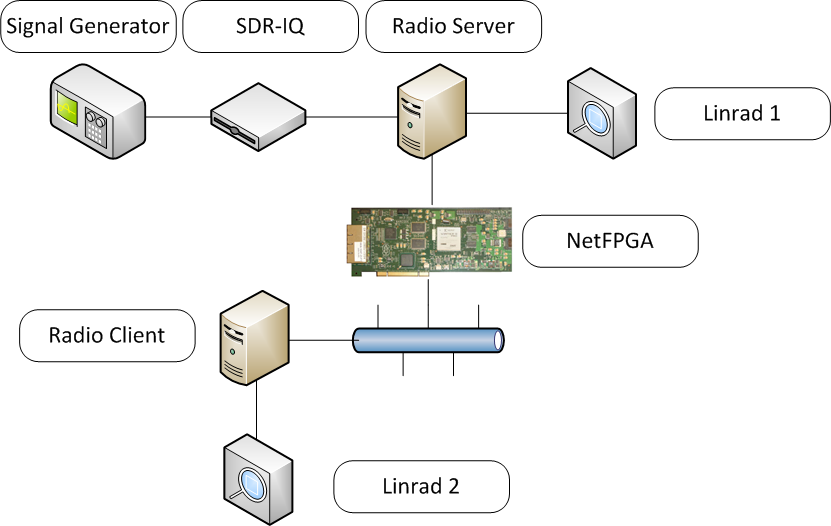 Signal Generator
SDR-IQ
Radio Server
Linrad 1
NetFPGA
Radio Client
Linrad 2